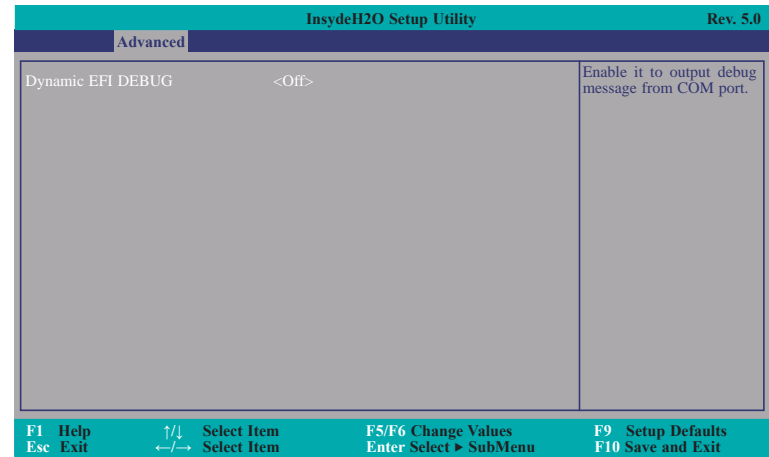 InsydeH2O Setup Utility Rev. 5.0
Advanced
Dynamic EFI DEBUG <Off>
Enable it to output debug
message from COM port.
F1 Help ↑/↓ Select Item F5/F6 Change Values F9 Setup Defaults
Esc Exit ←/→ Select Item Enter Select ► SubMenu F10 Save and Exit